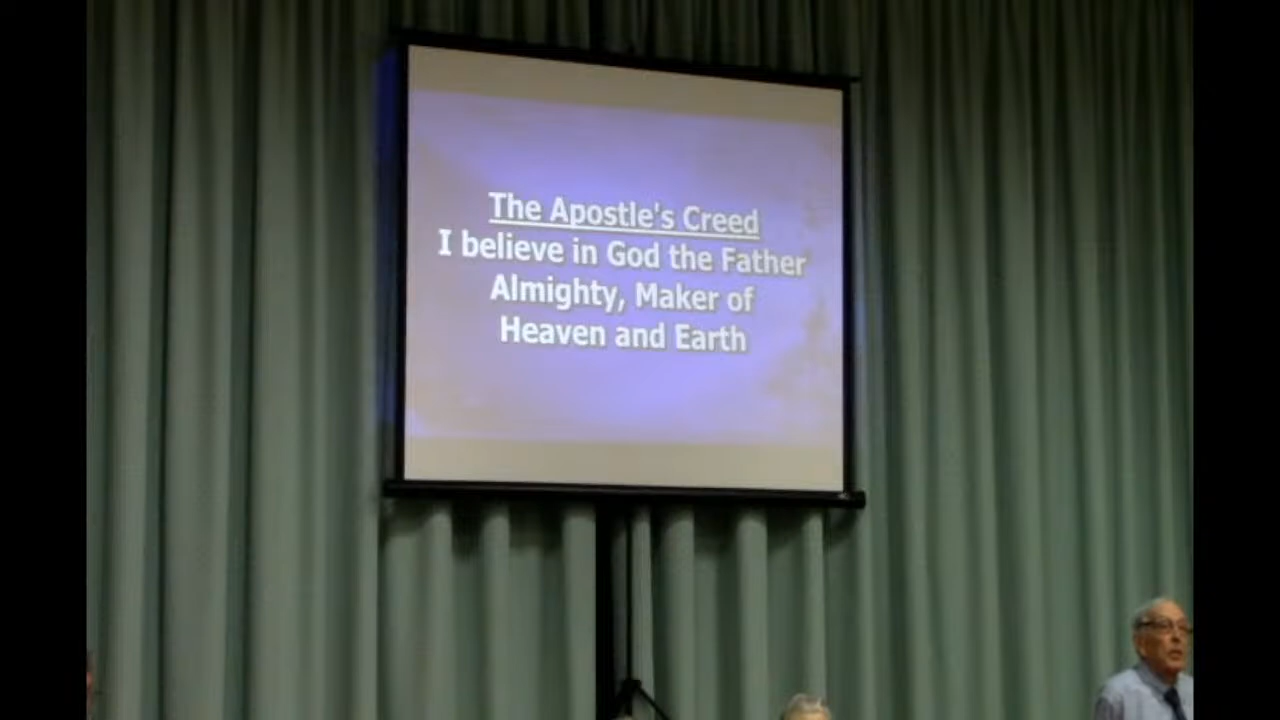 The Apostle's Creed
I believe in God the Father
Almighty, Maker of
Heaven and Earth